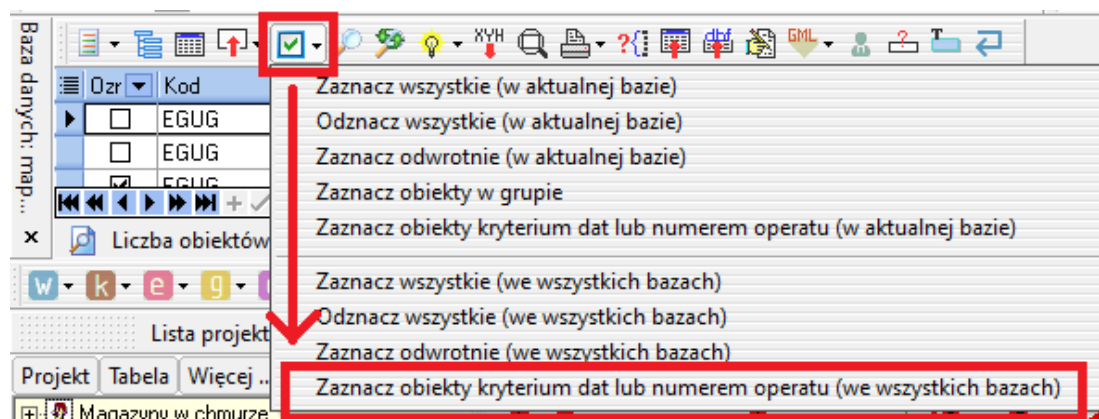 Baza danych: map...
XYH
GML
T
Ozr Kod
EGUG
EGUG
EGUG
Liczba obiektów
w k e g
Lista projekt
Projekt Tabela Więcej ..
Magazyny w chmurze
Zaznacz wszystkie (w aktualnej bazie)
Odznacz wszystkie (w aktualnej bazie)
Zaznacz odwrotnie (w aktualnej bazie)
Zaznacz obiekty w grupie
Zaznacz obiekty kryterium dat lub numerem operatu (w aktualnej bazie)
Zaznacz wszystkie (we wszystkich bazach)
Odznacz wszystkie (we wszystkich bazach)
Zaznacz odwrotnie (we wszystkich bazach)
Zaznacz obiekty kryterium dat lub numerem operatu (we wszystkich bazach)